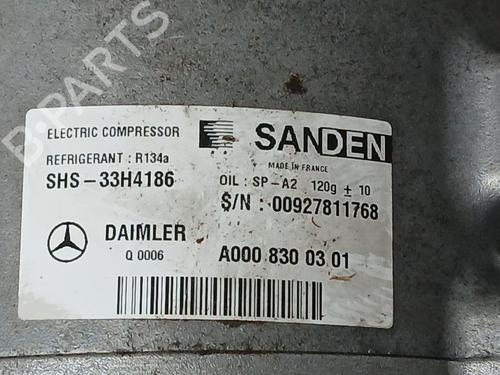 B-PARTS
ELECTRIC COMPRESSOR
SANDEN
REFRIGERANT : R134a
MADE IN FRANCE
SHS-33H4186
OIL : SP-A2 120g ± 10
S/N : 00927811768
DAIMLER
Q 0006
A000 830 03 01